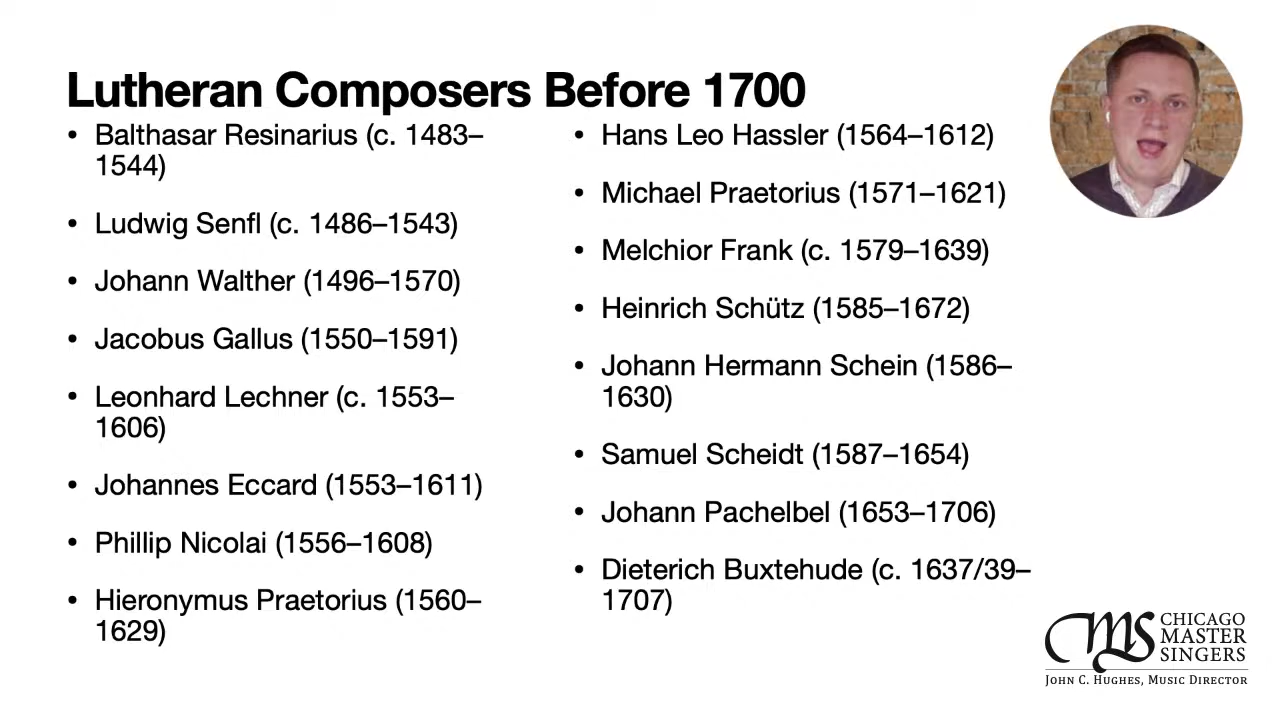 Lutheran Composers Before 1700
• Balthasar Resinarius (c. 1483–
1544)
• Ludwig Senfl (c. 1486–1543)
• Johann Walther (1496–1570)
• Jacobus Gallus (1550–1591)
• Leonhard Lechner (c. 1553–
1606)
• Johannes Eccard (1553–1611)
• Phillip Nicolai (1556–1608)
• Hieronymus Praetorius (1560–
1629)
• Hans Leo Hassler (1564–1612)
• Michael Praetorius (1571–1621)
• Melchior Frank (c. 1579–1639)
• Heinrich Schütz (1585–1672)
• Johann Hermann Schein (1586–
1630)
• Samuel Scheidt (1587–1654)
• Johann Pachelbel (1653–1706)
• Dieterich Buxtehude (c. 1637/39–
1707)
CMS
CHICAGO
MASTER
SINGERS
JOHN C. HUGHES, MUSIC DIRECTOR